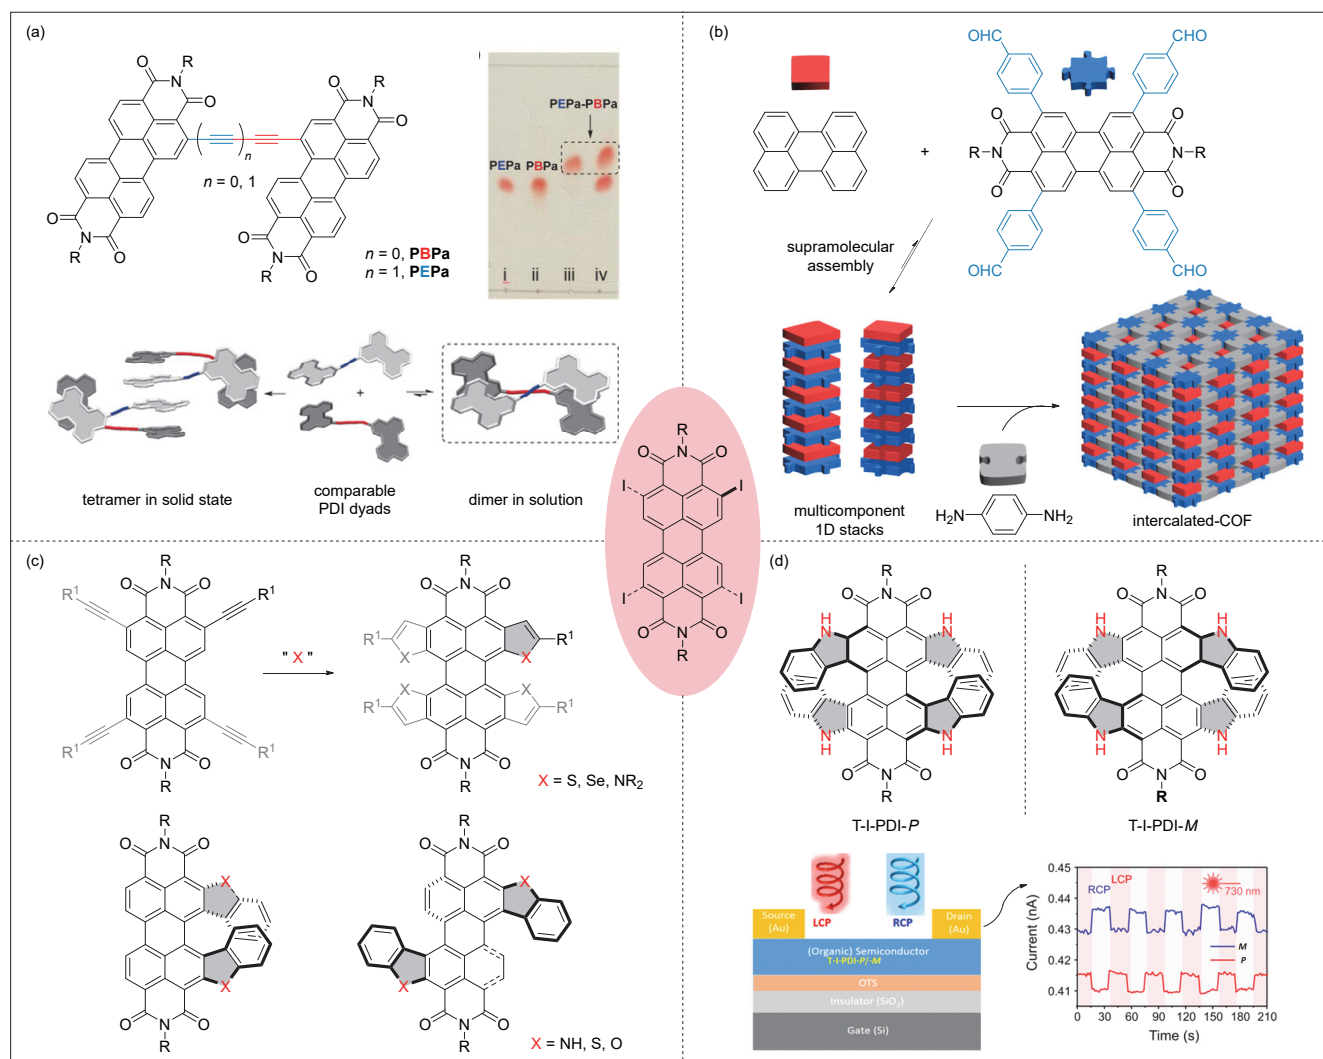 (a)
R
O
N
O
R
O
N
O
n
n = 0, 1
O
N
R
O
O
N
R
O
n = 0, PBPa
n = 1, PEPa
PEPa-PBPa
PEPa
PBPa
i
ii
iii
iv
+
tetramer in solid state
comparable
PDI dyads
dimer in solution
(b)
OHC
CHO
+
O
O
R-N
N
R
O
O
OHC
CHO
supramolecular
assembly
multicomponent
1D stacks
H2N
NH2
intercalated-COF
R
O
N
O
I
I
I
I
O
N
O
R
(c)
R
O
N
O
R1
R1
R1
R1
O
N
O
R
" X "
R
O
N
O
R1
R1
X
X
X
X
R1
R1
O
N
O
R
X = S, Se, NR2
R
O
N
O
X
X
O
N
O
R
R
O
N
O
X
X
O
N
O
R
X = NH, S, O
(d)
R
O
N
O
H
N
H
N
N
H
N
H
O
N
O
R
T-I-PDI-P
R
O
N
O
H
N
H
N
N
H
N
H
O
N
O
R
T-I-PDI-M
LCP
RCP
Source
(Au)
Drain
(Au)
(Organic) Semiconductor
T-I-PDI-P/-M
OTS
Insulator (SiO2)
Gate (Si)
Current (nA)
0.45
0.44
0.43
0.42
0.41
LCP
RCP
730 nm
M
P
0 30 60 90 120 150 180 210
Time (s)